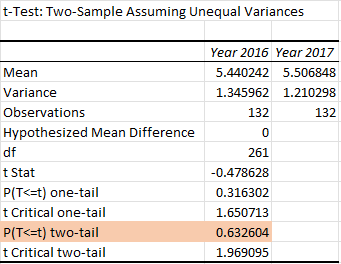 t-Test: Two-Sample Assuming Unequal Variances
Year 2016 Year 2017
Mean 5.440242 5.506848
Variance 1.345962 1.210298
Observations 132 132
Hypothesized Mean Difference 0
df 261
t Stat -0.478628
P(T<=t) one-tail 0.316302
t Critical one-tail 1.650713
P(T<=t) two-tail 0.632604
t Critical two-tail 1.969095